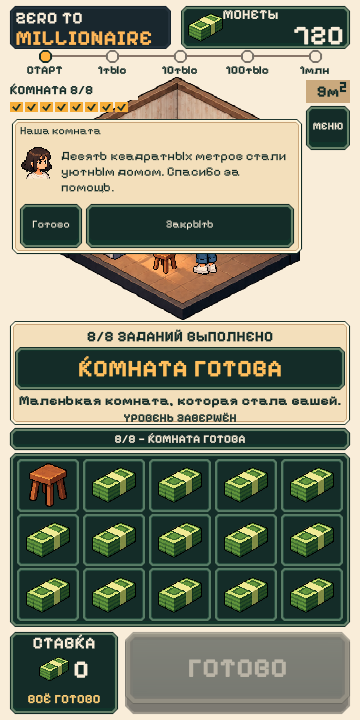 ZERO TO
MILLIONAIRE
МОНЕТЫ
780
СТАРТ
1тыс
10тыс
100тыс
1млн
КОМНАТА 8/8
9м²
МЕНЮ
Наша комната
Десять квадратных метров стали
уютным домом. Спасибо за
помощь.
Готово
Закрыть
8/8 ЗАДАНИЙ ВЫПОЛНЕНО
КОМНАТА ГОТОВА
Маленькая комната, которая стала вашей.
УРОВЕНЬ ЗАВЕРШЁН
8/8 - КОМНАТА ГОТОВА
СТАВКА
0
ВСЁ ГОТОВО
ГОТОВО